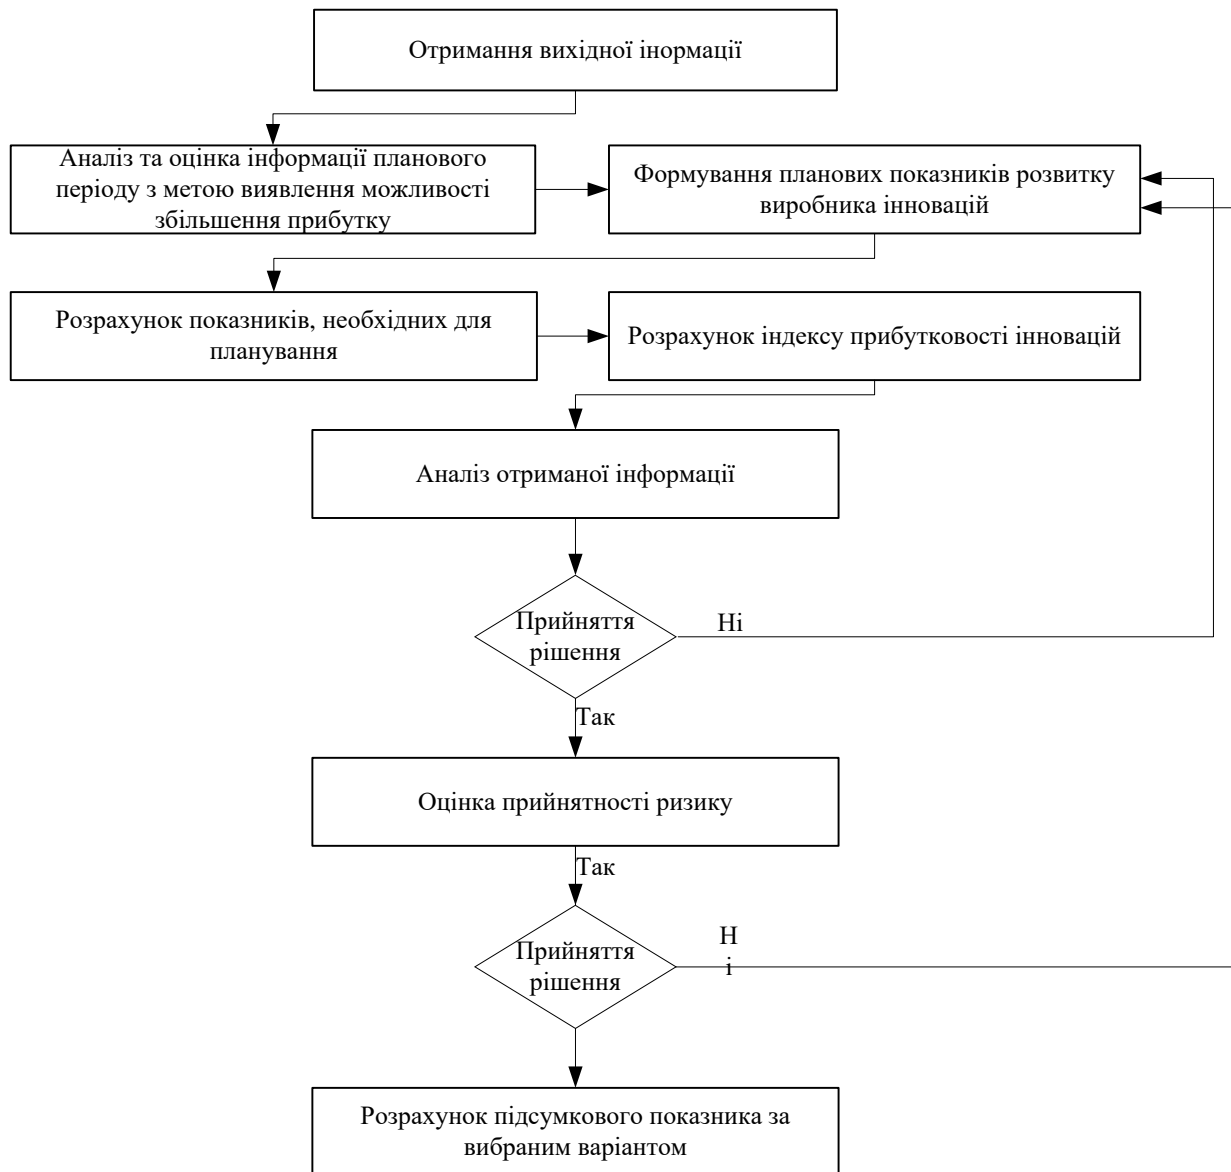 Отримання вихідної інормації
Аналіз та оцінка інформації планового
періоду з метою виявлення можливості
збільшення прибутку
Формування планових показників розвитку
виробника інновацій
Розрахунок показників, необхідних для
планування
Розрахунок індексу прибутковості інновацій
Аналіз отриманої інформації
Прийняття
рішення
Ні
Так
Оцінка прийнятності ризику
Так
Прийняття
рішення
Н
і
Розрахунок підсумкового показника за
вибраним варіантом